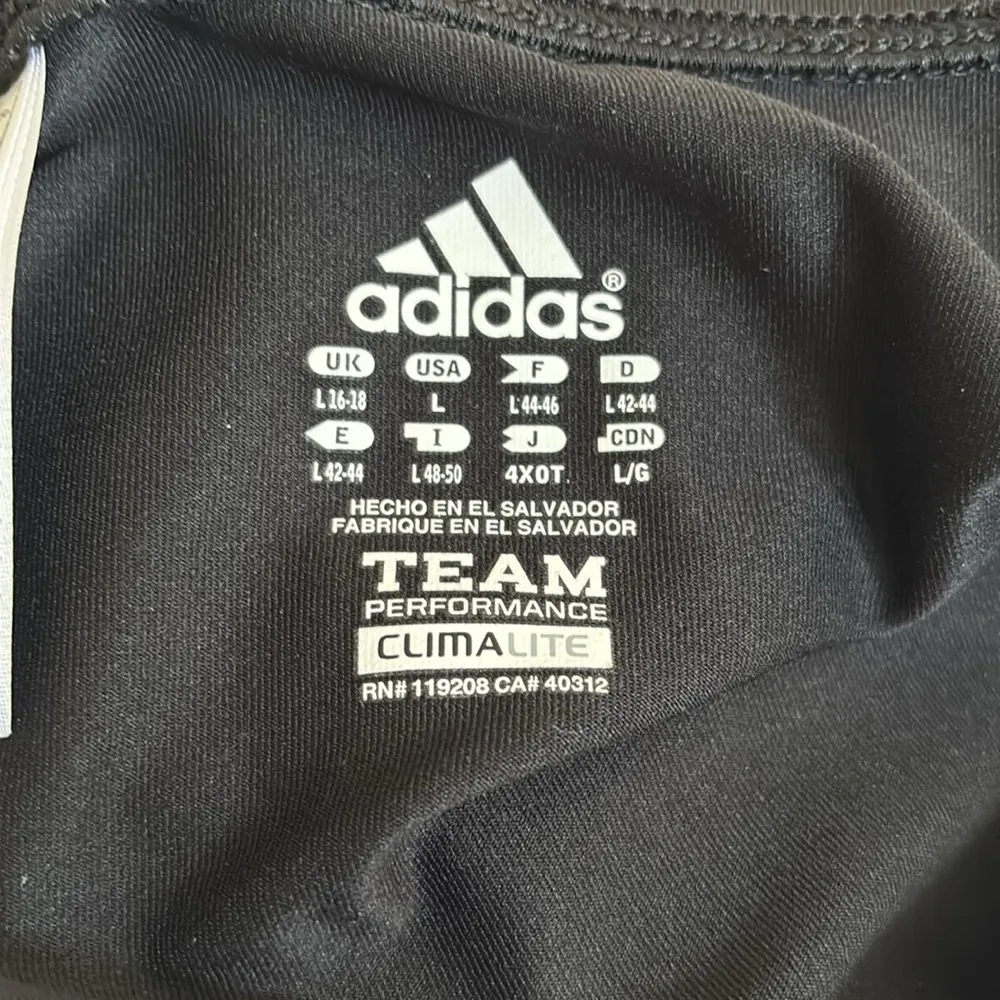 adidas®
UK USA F D
L 16-18 L L 44-46 L 42-44
E I J CDN
L 42-44 L 48-50 4XOT. L/G
HECHO EN EL SALVADOR
FABRIQUE EN EL SALVADOR
TEAM
PERFORMANCE
CLIMALITE
RN# 119208 CA# 40312